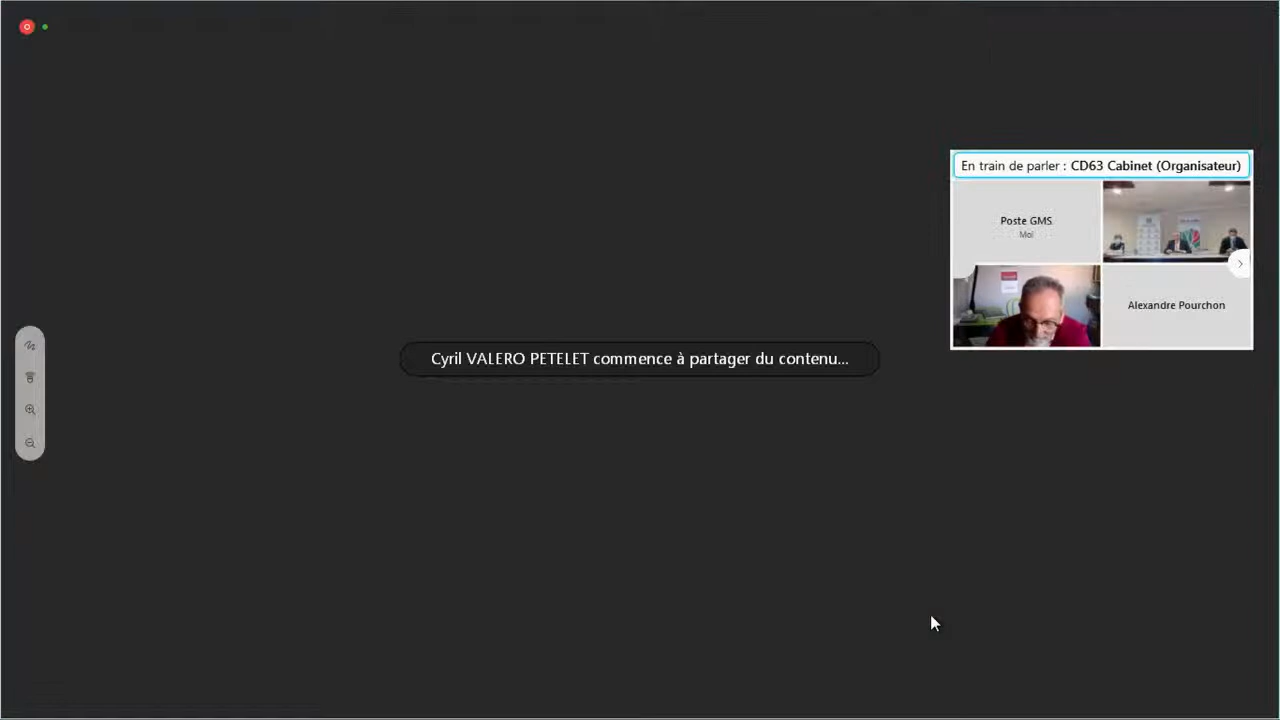 En train de parler : CD63 Cabinet (Organisateur)
Poste GMS
Moi
Alexandre Pourchon
Cyril VALERO PETELET commence à partager du contenu...